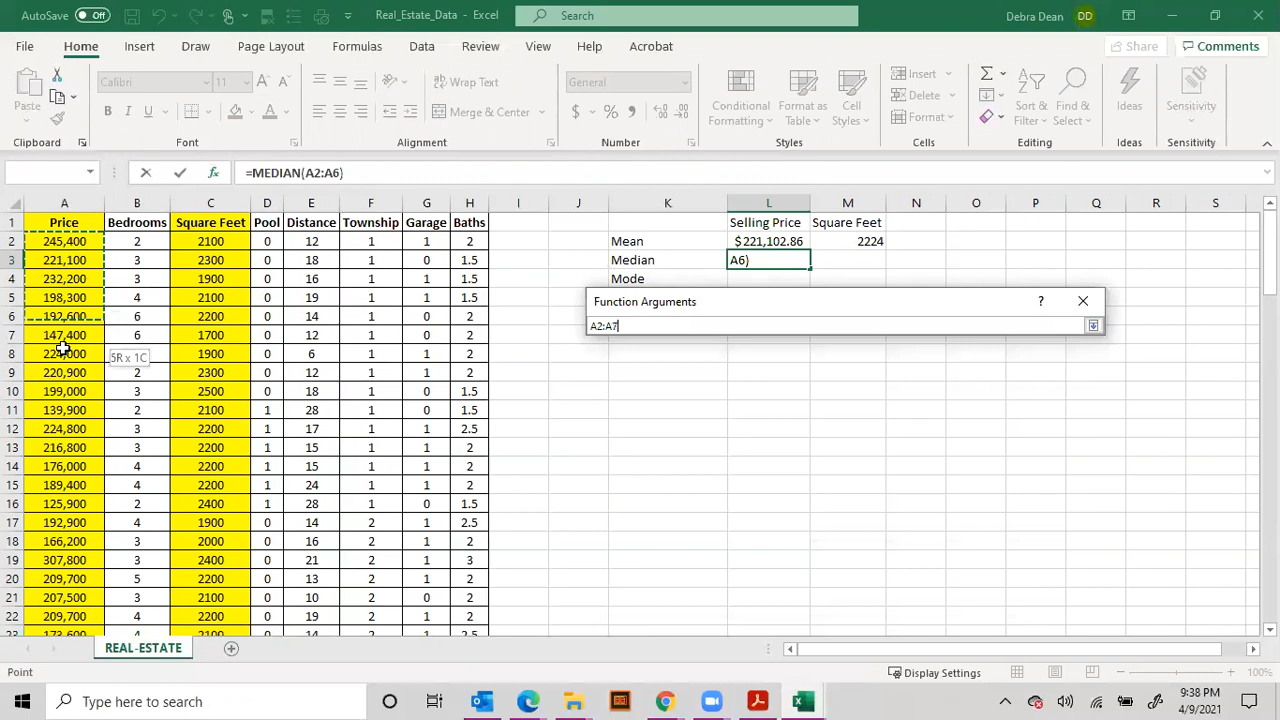 AutoSave Off Real_Estate_Data - Excel Search Debra Dean DD
File Home Insert Draw Page Layout Formulas Data Review View Help Acrobat Share Comments
Paste Calibri 11 Wrap Text General Conditional Formatting Format as Table Cell Styles Insert Sort & Filter Find & Select Ideas Sensitivity
B I U Merge & Center $ % Delete Format
Clipboard Font Alignment Number Styles Cells Editing Ideas Sensitivity
=MEDIAN(A2:A6)
A B C D E F G H I J K L M N O P Q R S
1 Price Bedrooms Square Feet Pool Distance Township Garage Baths Selling Price Square Feet
2 245,400 2 2100 0 12 1 1 2 Mean $221,102.86 2224
3 221,100 3 2300 0 18 1 0 1.5 Median A6)
4 232,200 3 1900 0 16 1 1 1.5 Mode
5 198,300 4 2100 0 19 1 1 1.5 Function Arguments ?
6 192,600 6 2200 0 14 1 0 2 A2:A7
7 147,400 6 1700 0 12 1 0 2
8 1900 0 6 1 1 2
5R x 1C
9 220,900 2 2300 0 12 1 1 2
10 199,000 3 2500 0 18 1 0 1.5
11 139,900 2 2100 1 28 1 0 1.5
12 224,800 3 2200 1 17 1 1 2.5
13 216,800 3 2200 1 15 1 1 2
14 176,000 4 2200 1 15 1 1 2
15 189,400 4 2200 1 24 1 1 2
16 125,900 2 2400 1 28 1 0 1.5
17 192,900 4 1900 0 14 2 1 2.5
18 166,200 3 2000 0 16 2 1 2
19 307,800 3 2400 0 21 2 1 3
20 209,700 5 2200 0 13 2 1 2
21 207,500 3 2100 0 10 2 0 2
22 209,700 4 2200 0 19 2 1 2
23 173,600 4 2100 0 14 2 1 2.5
REAL-ESTATE
Point Display Settings 100%
Type here to search 9:38 PM
4/9/2021